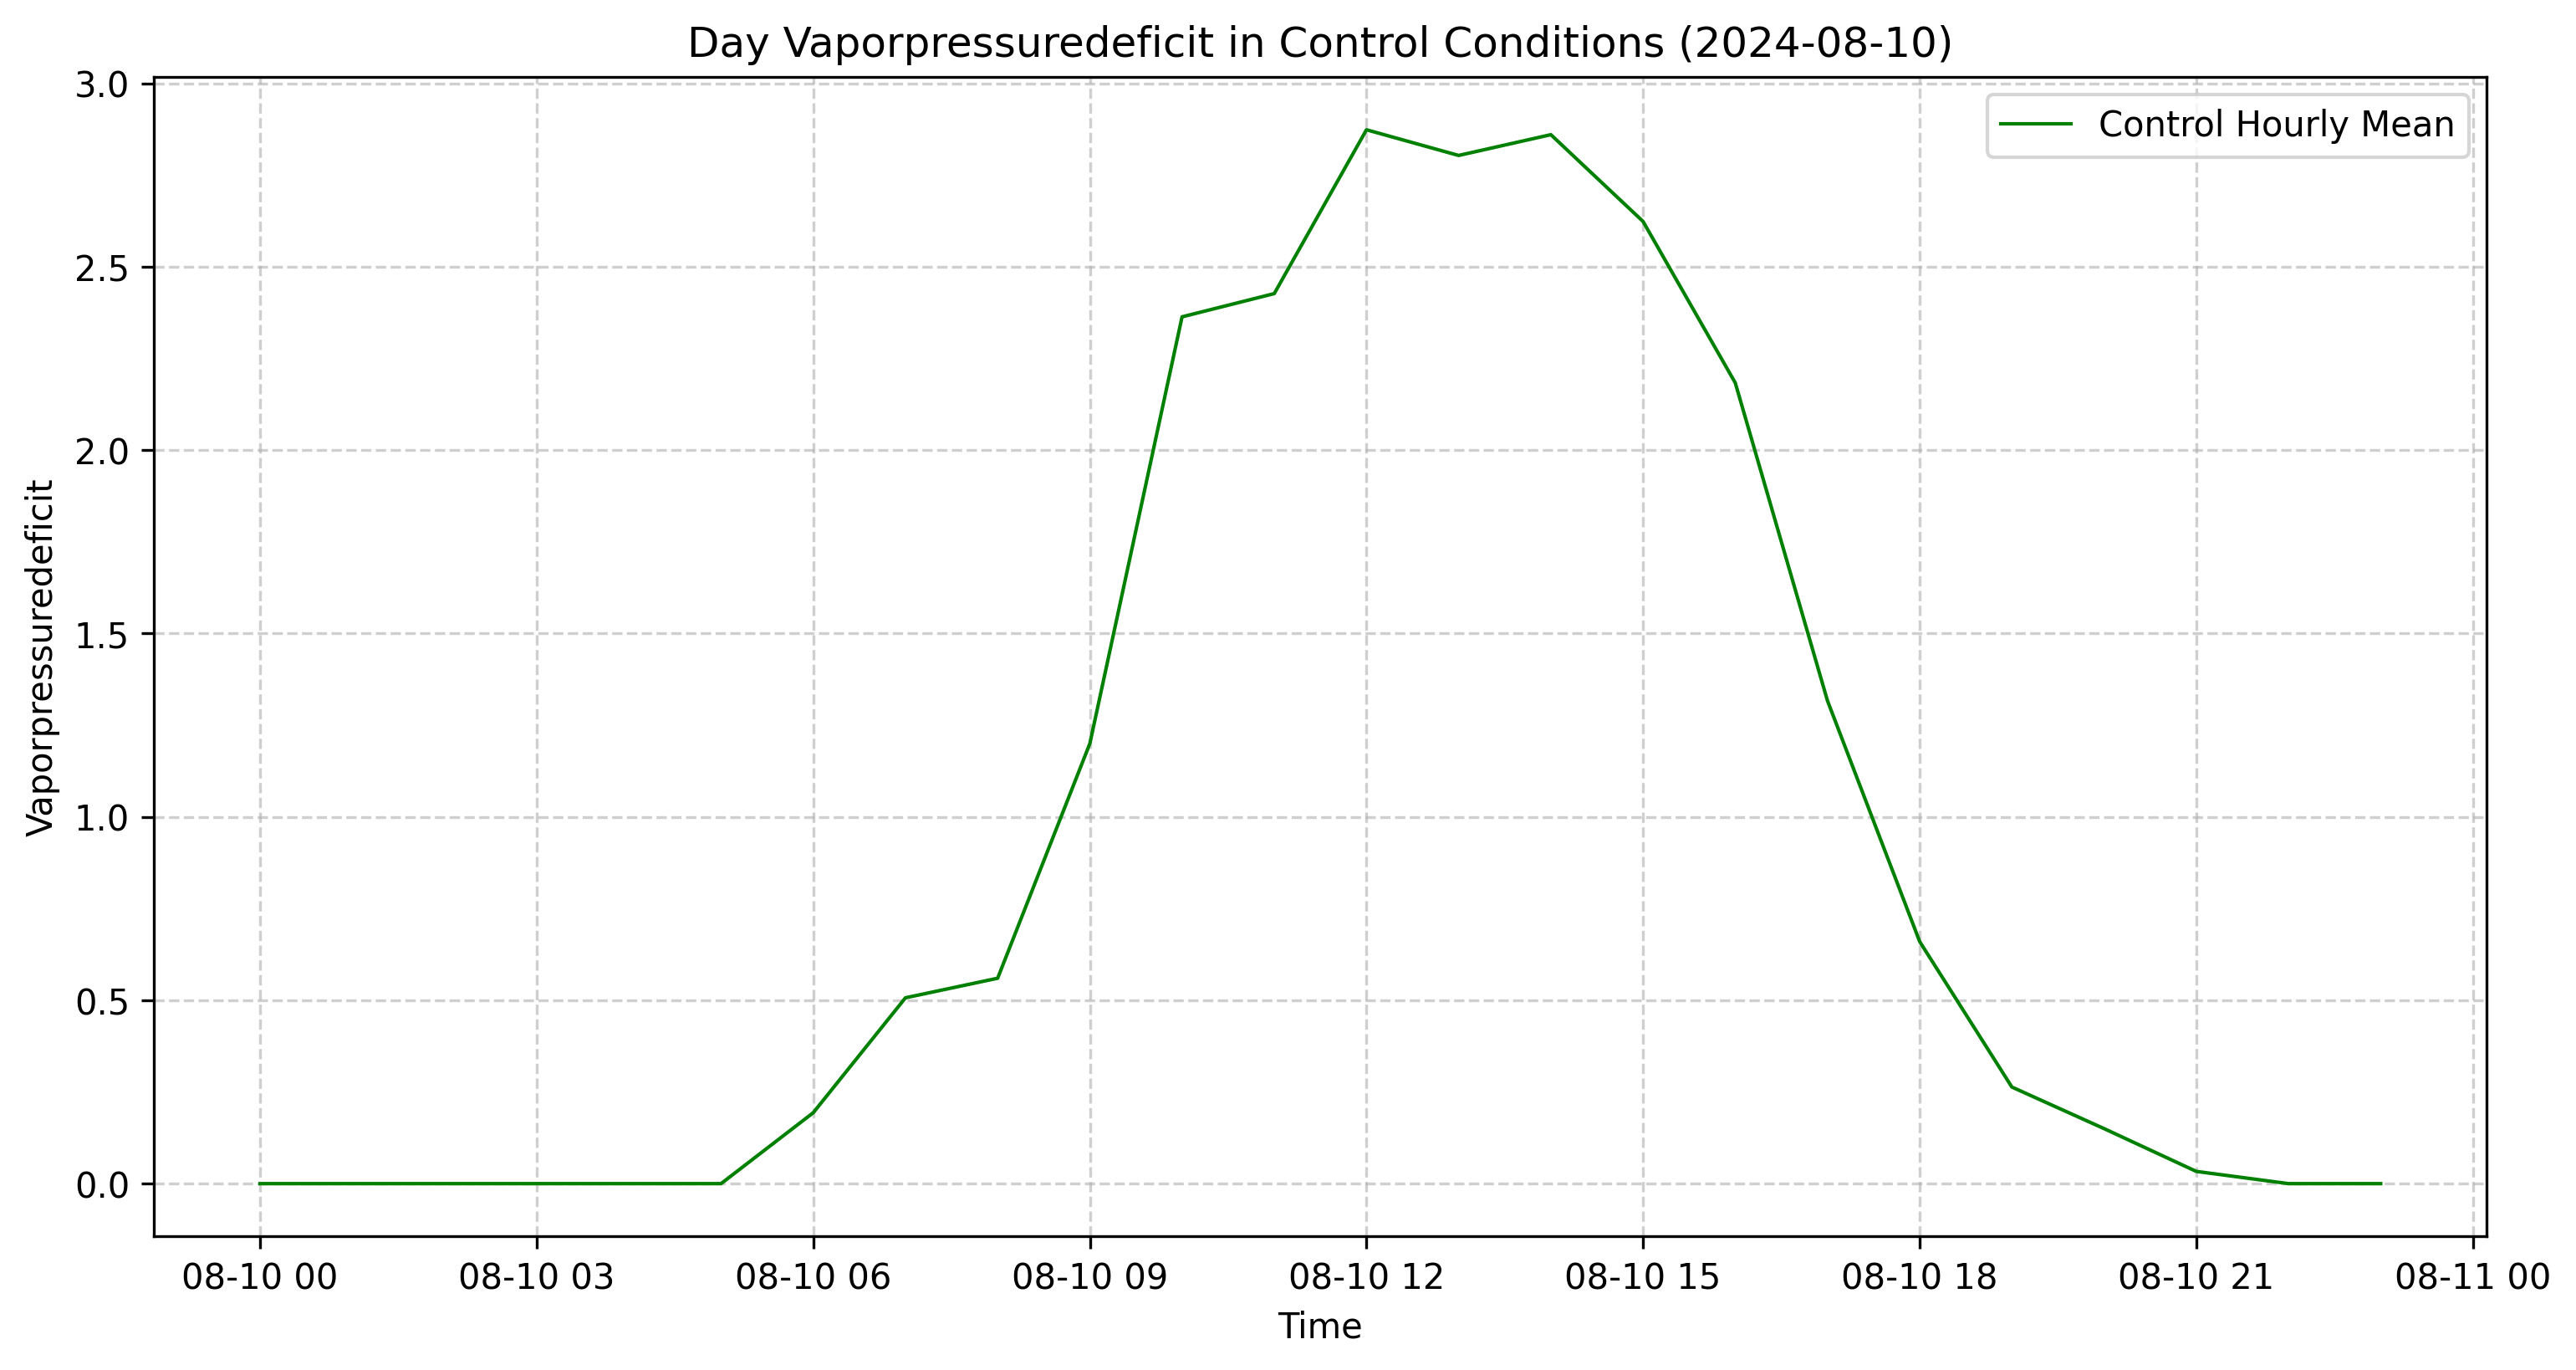 Day Vaporpressuredeficit in Control Conditions (2024-08-10)
Control Hourly Mean
Vaporpressuredeficit
3.0
2.5
2.0
1.5
1.0
0.5
0.0
08-10 00 08-10 03 08-10 06 08-10 09 08-10 12 08-10 15 08-10 18 08-10 21 08-11 00
Time